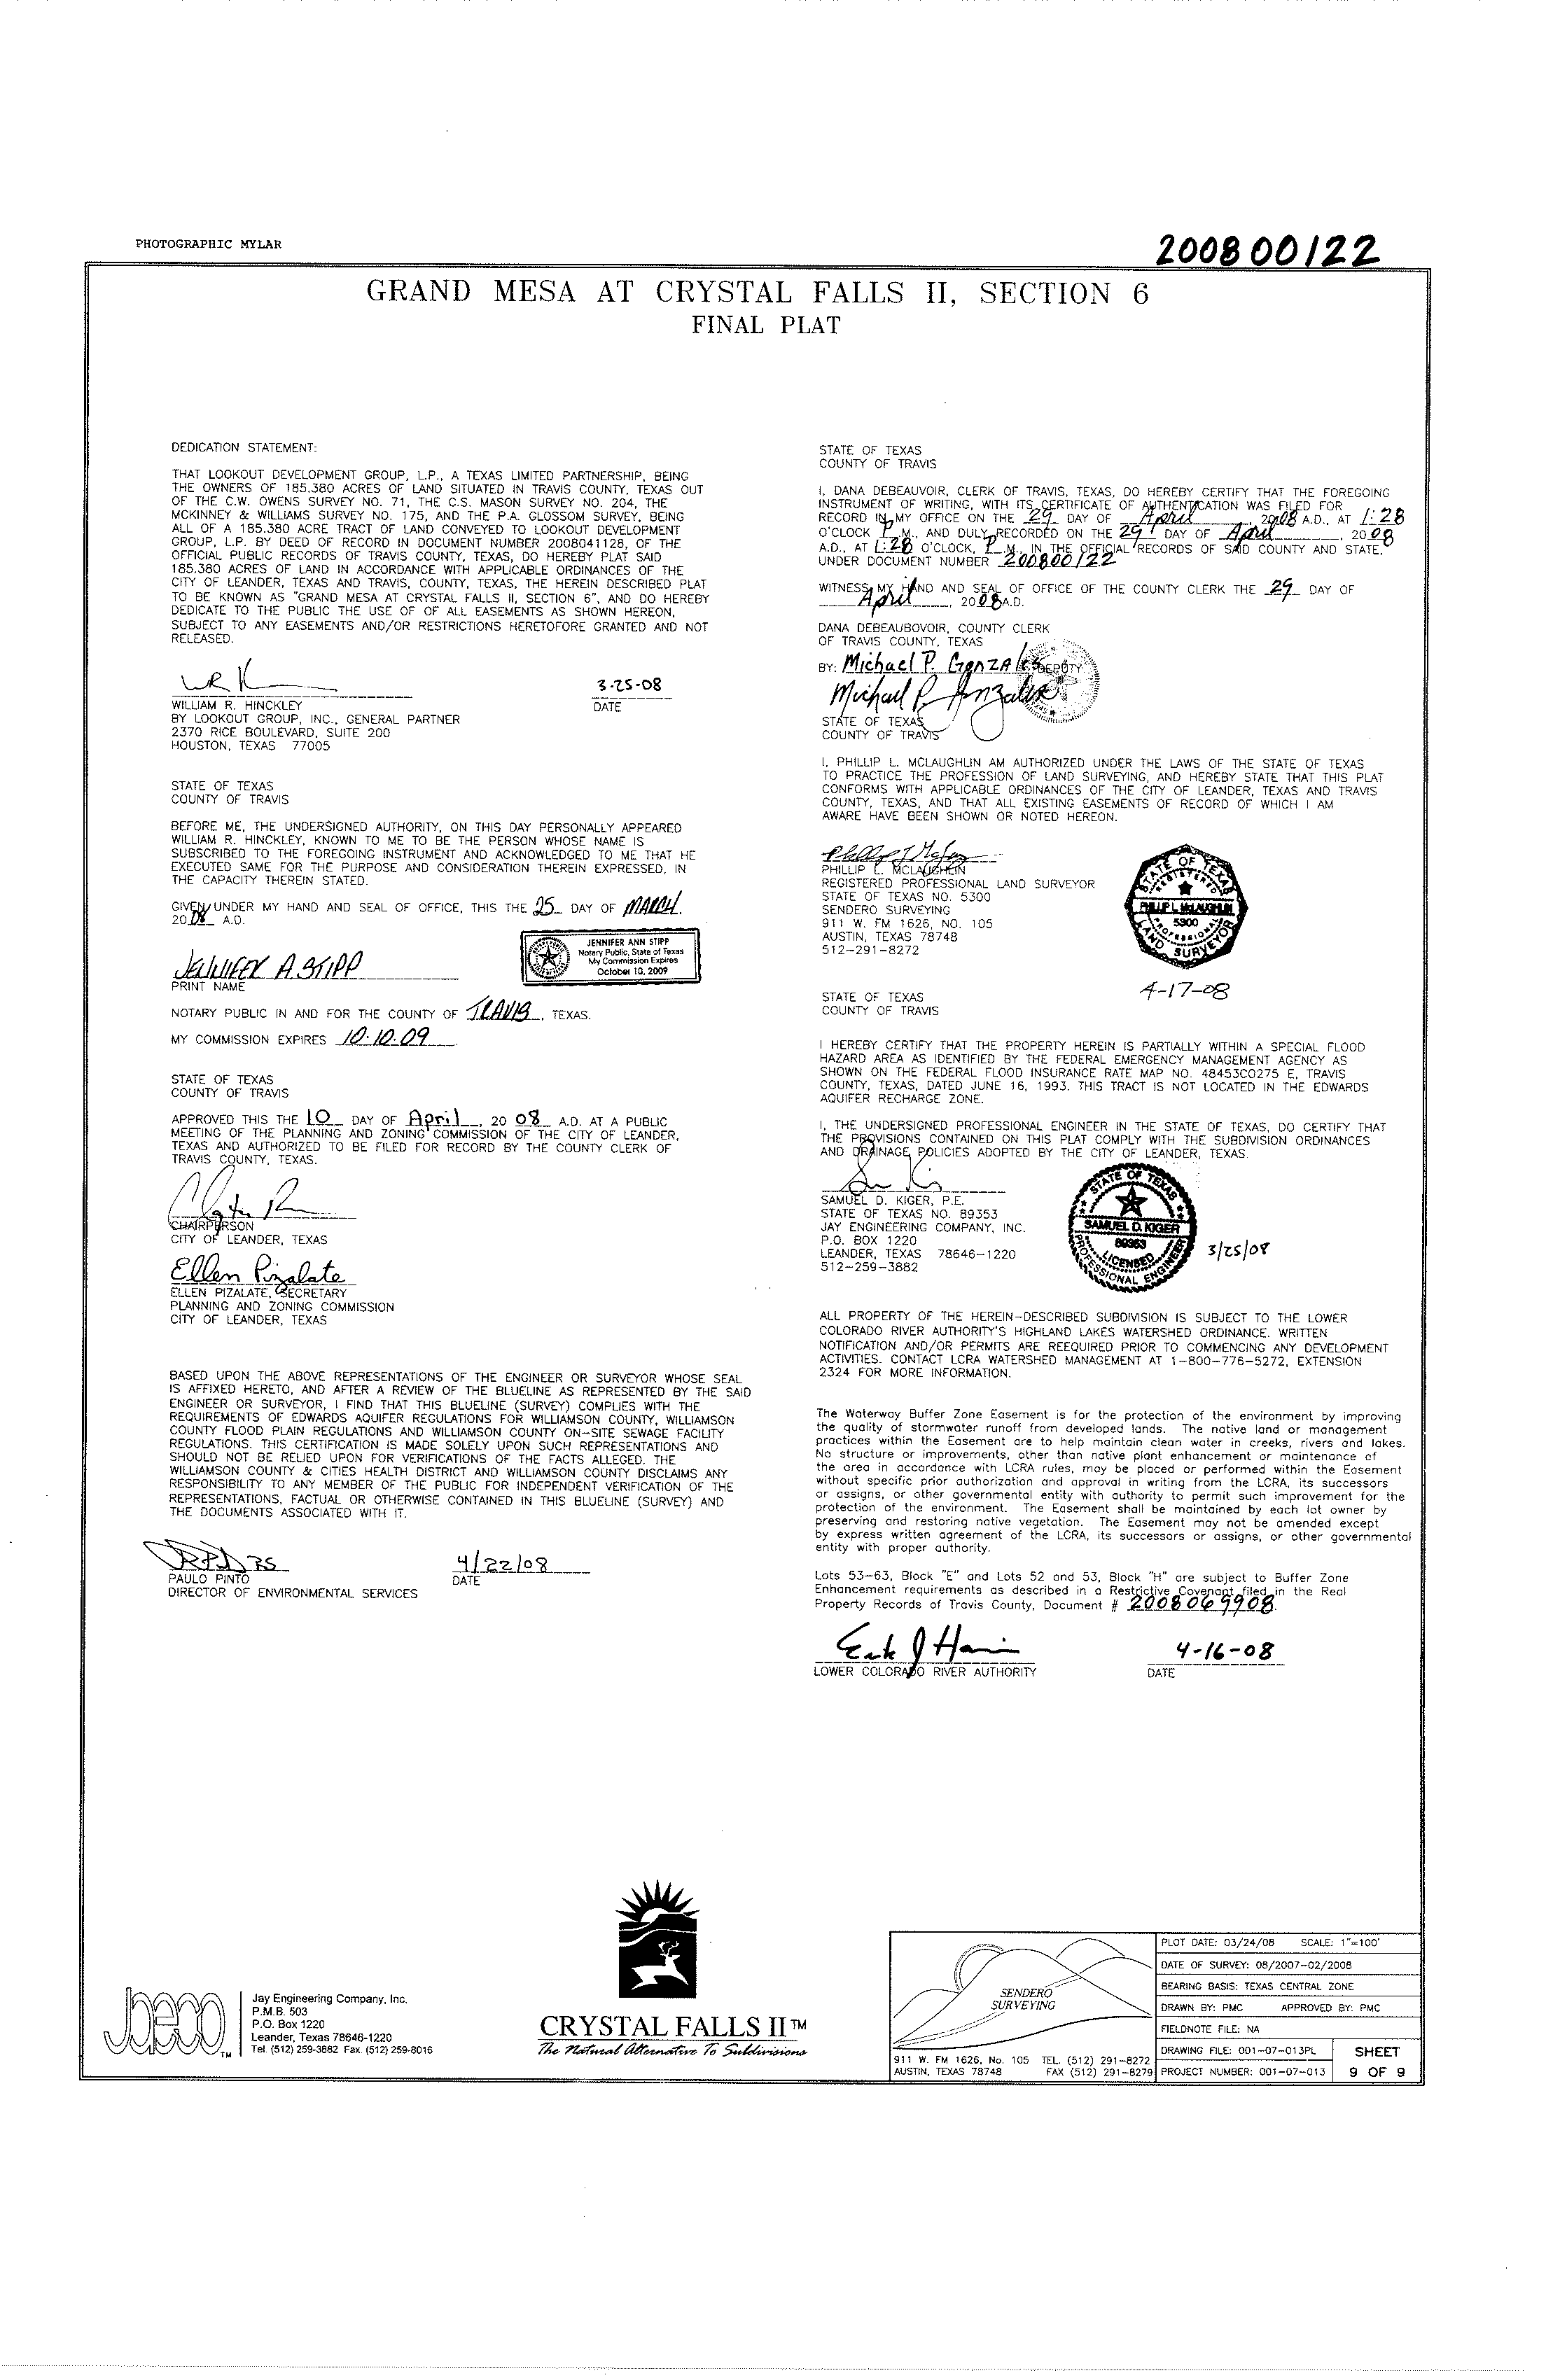 PHOTOGRAPHIC MYLAR
200800122
GRAND MESA AT CRYSTAL FALLS II, SECTION 6
FINAL PLAT
DEDICATION STATEMENT:
THAT LOOKOUT DEVELOPMENT GROUP, L.P., A TEXAS LIMITED PARTNERSHIP, BEING
THE OWNERS OF 185.380 ACRES OF LAND SITUATED IN TRAVIS COUNTY, TEXAS OUT
OF THE C.W. OWENS SURVEY NO. 71, THE C.S. MASON SURVEY NO. 204, THE
MCKINNEY & WILLIAMS SURVEY NO. 175, AND THE P.A. GLOSSOM SURVEY, BEING
ALL OF A 185.380 ACRE TRACT OF LAND CONVEYED TO LOOKOUT DEVELOPMENT
GROUP, L.P. BY DEED OF RECORD IN DOCUMENT NUMBER 2008041128, OF THE
OFFICIAL PUBLIC RECORDS OF TRAVIS COUNTY, TEXAS, DO HEREBY PLAT SAID
185.380 ACRES OF LAND IN ACCORDANCE WITH APPLICABLE ORDINANCES OF THE
CITY OF LEANDER, TEXAS AND TRAVIS, COUNTY, TEXAS, THE HEREIN DESCRIBED PLAT
TO BE KNOWN AS "GRAND MESA AT CRYSTAL FALLS II, SECTION 6", AND DO HEREBY
DEDICATE TO THE PUBLIC THE USE OF OF ALL EASEMENTS AS SHOWN HEREON,
SUBJECT TO ANY EASEMENTS AND/OR RESTRICTIONS HERETOFORE GRANTED AND NOT
RELEASED.
3-25-08
WILLIAM R. HINCKLEY DATE
BY LOOKOUT GROUP, INC., GENERAL PARTNER
2370 RICE BOULEVARD, SUITE 200
HOUSTON, TEXAS 77005
STATE OF TEXAS
COUNTY OF TRAVIS
BEFORE ME, THE UNDERSIGNED AUTHORITY, ON THIS DAY PERSONALLY APPEARED
WILLIAM R. HINCKLEY, KNOWN TO ME TO BE THE PERSON WHOSE NAME IS
SUBSCRIBED TO THE FOREGOING INSTRUMENT AND ACKNOWLEDGED TO ME THAT HE
EXECUTED SAME FOR THE PURPOSE AND CONSIDERATION THEREIN EXPRESSED, IN
THE CAPACITY THEREIN STATED.
GIVEN UNDER MY HAND AND SEAL OF OFFICE, THIS THE 25 DAY OF MARCH,
2008 A.D.
JENNIFER ANN STIPP
Notary Public, State of Texas
My Commission Expires
October 10, 2009
JENNIFER A STIPP
PRINT NAME
NOTARY PUBLIC IN AND FOR THE COUNTY OF TRAVIS, TEXAS.
MY COMMISSION EXPIRES 10.10.09
STATE OF TEXAS
COUNTY OF TRAVIS
APPROVED THIS THE 10 DAY OF April, 20 08 A.D. AT A PUBLIC
MEETING OF THE PLANNING AND ZONING COMMISSION OF THE CITY OF LEANDER,
TEXAS AND AUTHORIZED TO BE FILED FOR RECORD BY THE COUNTY CLERK OF
TRAVIS COUNTY, TEXAS.
CHAIRPERSON
CITY OF LEANDER, TEXAS
Ellen Pizalate
ELLEN PIZALATE, SECRETARY
PLANNING AND ZONING COMMISSION
CITY OF LEANDER, TEXAS
BASED UPON THE ABOVE REPRESENTATIONS OF THE ENGINEER OR SURVEYOR WHOSE SEAL
IS AFFIXED HERETO, AND AFTER A REVIEW OF THE BLUELINE AS REPRESENTED BY THE SAID
ENGINEER OR SURVEYOR, I FIND THAT THIS BLUELINE (SURVEY) COMPLIES WITH THE
REQUIREMENTS OF EDWARDS AQUIFER REGULATIONS FOR WILLIAMSON COUNTY, WILLIAMSON
COUNTY FLOOD PLAIN REGULATIONS AND WILLIAMSON COUNTY ON-SITE SEWAGE FACILITY
REGULATIONS. THIS CERTIFICATION IS MADE SOLELY UPON SUCH REPRESENTATIONS AND
SHOULD NOT BE RELIED UPON FOR VERIFICATIONS OF THE FACTS ALLEGED. THE
WILLIAMSON COUNTY & CITIES HEALTH DISTRICT AND WILLIAMSON COUNTY DISCLAIMS ANY
RESPONSIBILITY TO ANY MEMBER OF THE PUBLIC FOR INDEPENDENT VERIFICATION OF THE
REPRESENTATIONS, FACTUAL OR OTHERWISE CONTAINED IN THIS BLUELINE (SURVEY) AND
THE DOCUMENTS ASSOCIATED WITH IT.
4/22/08
PAULO PINTO DATE
DIRECTOR OF ENVIRONMENTAL SERVICES
STATE OF TEXAS
COUNTY OF TRAVIS
I, DANA DEBEAUVOIR, CLERK OF TRAVIS, TEXAS, DO HEREBY CERTIFY THAT THE FOREGOING
INSTRUMENT OF WRITING, WITH ITS CERTIFICATE OF AUTHENTICATION WAS FILED FOR
RECORD IN MY OFFICE ON THE 29 DAY OF April, 2008 A.D., AT 1:28
O'CLOCK P.M., AND DULY RECORDED ON THE 29 DAY OF April, 2008
A.D., AT 1:28 O'CLOCK, P.M., IN THE OFFICIAL RECORDS OF SAID COUNTY AND STATE,
UNDER DOCUMENT NUMBER 200800122
WITNESS MY HAND AND SEAL OF OFFICE OF THE COUNTY CLERK THE 29 DAY OF
April, 2008 A.D.
DANA DEBEAUBOVOIR, COUNTY CLERK
OF TRAVIS COUNTY, TEXAS
BY: Michael P. Gonzales DEPUTY
Michael P. Gonzales
STATE OF TEXAS
COUNTY OF TRAVIS
I, PHILLIP L. MCLAUGHLIN AM AUTHORIZED UNDER THE LAWS OF THE STATE OF TEXAS
TO PRACTICE THE PROFESSION OF LAND SURVEYING, AND HEREBY STATE THAT THIS PLAT
CONFORMS WITH APPLICABLE ORDINANCES OF THE CITY OF LEANDER, TEXAS AND TRAVIS
COUNTY, TEXAS, AND THAT ALL EXISTING EASEMENTS OF RECORD OF WHICH I AM
AWARE HAVE BEEN SHOWN OR NOTED HEREON.
PHILLIP L. MCLAUGHLIN
REGISTERED PROFESSIONAL LAND SURVEYOR
STATE OF TEXAS NO. 5300
SENDERO SURVEYING
911 W. FM 1626, NO. 105
AUSTIN, TEXAS 78748
512-291-8272
STATE OF TEXAS
REGISTERED
PHILLIP L. MCLAUGHLIN
5300
PROFESSIONAL
LAND SURVEYOR
4-17-08
STATE OF TEXAS
COUNTY OF TRAVIS
I HEREBY CERTIFY THAT THE PROPERTY HEREIN IS PARTIALLY WITHIN A SPECIAL FLOOD
HAZARD AREA AS IDENTIFIED BY THE FEDERAL EMERGENCY MANAGEMENT AGENCY AS
SHOWN ON THE FEDERAL FLOOD INSURANCE RATE MAP NO. 48453C0275 E, TRAVIS
COUNTY, TEXAS, DATED JUNE 16, 1993. THIS TRACT IS NOT LOCATED IN THE EDWARDS
AQUIFER RECHARGE ZONE.
I, THE UNDERSIGNED PROFESSIONAL ENGINEER IN THE STATE OF TEXAS, DO CERTIFY THAT
THE PROVISIONS CONTAINED ON THIS PLAT COMPLY WITH THE SUBDIVISION ORDINANCES
AND DRAINAGE POLICIES ADOPTED BY THE CITY OF LEANDER, TEXAS.
SAMUEL D. KIGER, P.E.
STATE OF TEXAS NO. 89353
JAY ENGINEERING COMPANY, INC.
P.O. BOX 1220
LEANDER, TEXAS 78646-1220
512-259-3882
STATE OF TEXAS
SAMUEL D. KIGER
89353
LICENSED
PROFESSIONAL ENGINEER
3/25/08
ALL PROPERTY OF THE HEREIN-DESCRIBED SUBDIVISION IS SUBJECT TO THE LOWER
COLORADO RIVER AUTHORITY'S HIGHLAND LAKES WATERSHED ORDINANCE. WRITTEN
NOTIFICATION AND/OR PERMITS ARE REEQUIRED PRIOR TO COMMENCING ANY DEVELOPMENT
ACTIVITIES. CONTACT LCRA WATERSHED MANAGEMENT AT 1-800-776-5272, EXTENSION
2324 FOR MORE INFORMATION.
The Waterway Buffer Zone Easement is for the protection of the environment by improving
the quality of stormwater runoff from developed lands. The native land or management
practices within the Easement are to help maintain clean water in creeks, rivers and lakes.
No structure or improvements, other than native plant enhancement or maintenance of
the area in accordance with LCRA rules, may be placed or performed within the Easement
without specific prior authorization and approval in writing from the LCRA, its successors
or assigns, or other governmental entity with authority to permit such improvement for the
protection of the environment. The Easement shall be maintained by each lot owner by
preserving and restoring native vegetation. The Easement may not be amended except
by express written agreement of the LCRA, its successors or assigns, or other governmental
entity with proper authority.
Lots 53-63, Block "E" and Lots 52 and 53, Block "H" are subject to Buffer Zone
Enhancement requirements as described in a Restrictive Covenant filed in the Real
Property Records of Travis County, Document # 2008069908.
4-16-08
LOWER COLORADO RIVER AUTHORITY DATE
jaeco TM
Jay Engineering Company, Inc.
P.M.B. 503
P.O. Box 1220
Leander, Texas 78646-1220
Tel. (512) 259-3882 Fax. (512) 259-8016
CRYSTAL FALLS II TM
The Natural Alternative To Subdivisions
SENDERO
SURVEYING
911 W. FM 1626, No. 105 TEL. (512) 291-8272
AUSTIN, TEXAS 78748 FAX (512) 291-8279
PLOT DATE: 03/24/08 SCALE: 1"=100'
DATE OF SURVEY: 08/2007-02/2008
BEARING BASIS: TEXAS CENTRAL ZONE
DRAWN BY: PMC APPROVED BY: PMC
FIELDNOTE FILE: NA
DRAWING FILE: 001-07-013PL
PROJECT NUMBER: 001-07-013
SHEET
9 OF 9